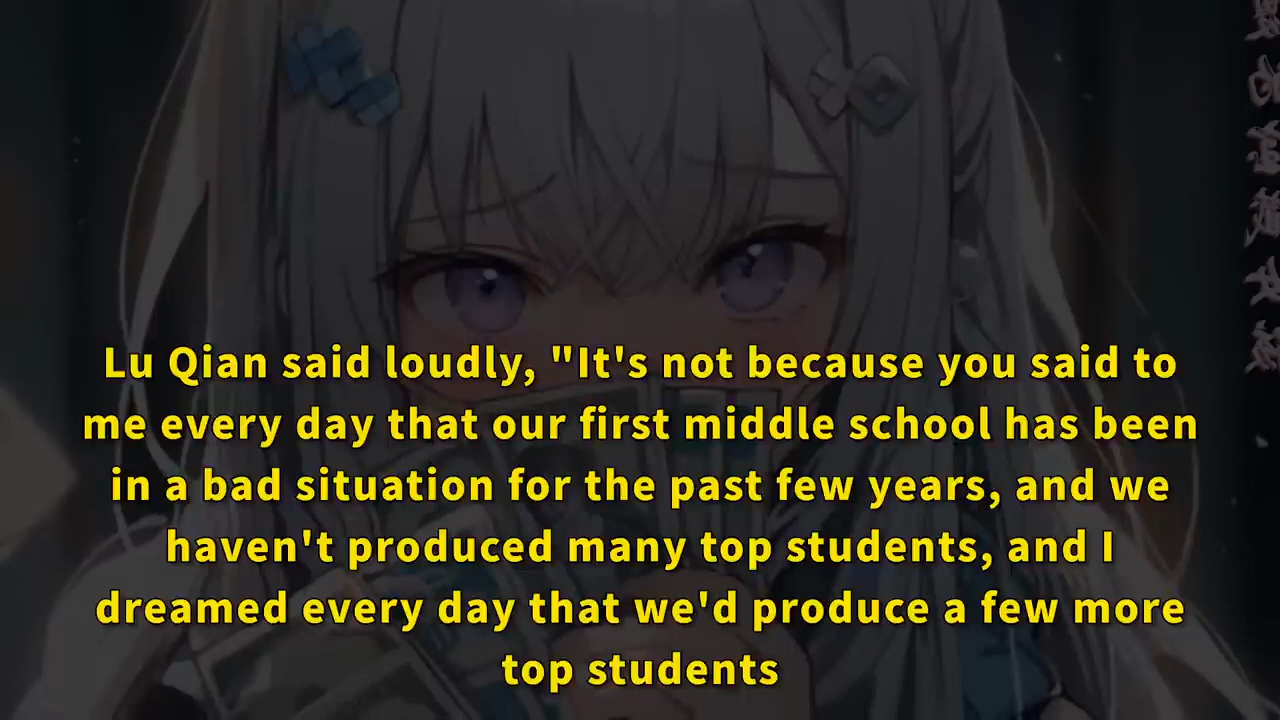 Lu Qian said loudly, "It's not because you said to
me every day that our first middle school has been
in a bad situation for the past few years, and we
haven't produced many top students, and I
dreamed every day that we'd produce a few more
top students